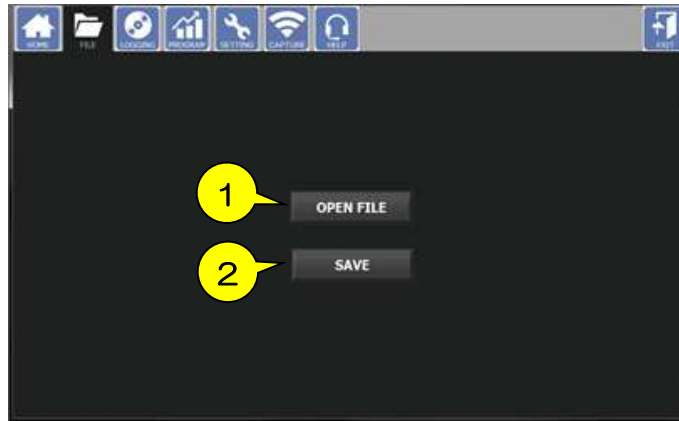 HOME FILE LOGGING PROGRAM SETTING CAPTURE HELP EXIT
1
OPEN FILE
2
SAVE